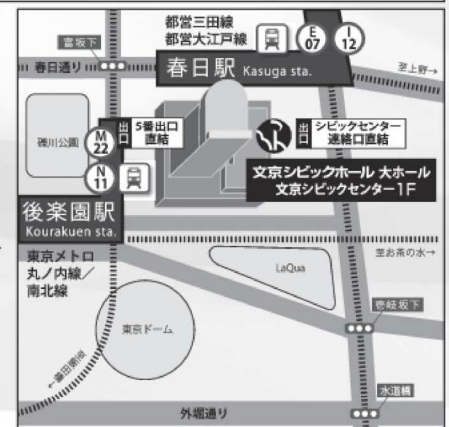 都営三田線
都営大江戸線
E
07
I
12
富坂下
春日通り
春日駅 Kasuga sta.
至上野→
礫川公園
M
22
出口
5番出口
直結
出口
シビックセンター
連絡口直結
N
11
文京シビックホール 大ホール
文京シビックセンター1F
後楽園駅
Kourakuen sta.
東京メトロ
丸ノ内線／
南北線
至お茶の水→
LaQua
壱岐坂下
東京ドーム
←至飯田橋
水道橋
外堀通り